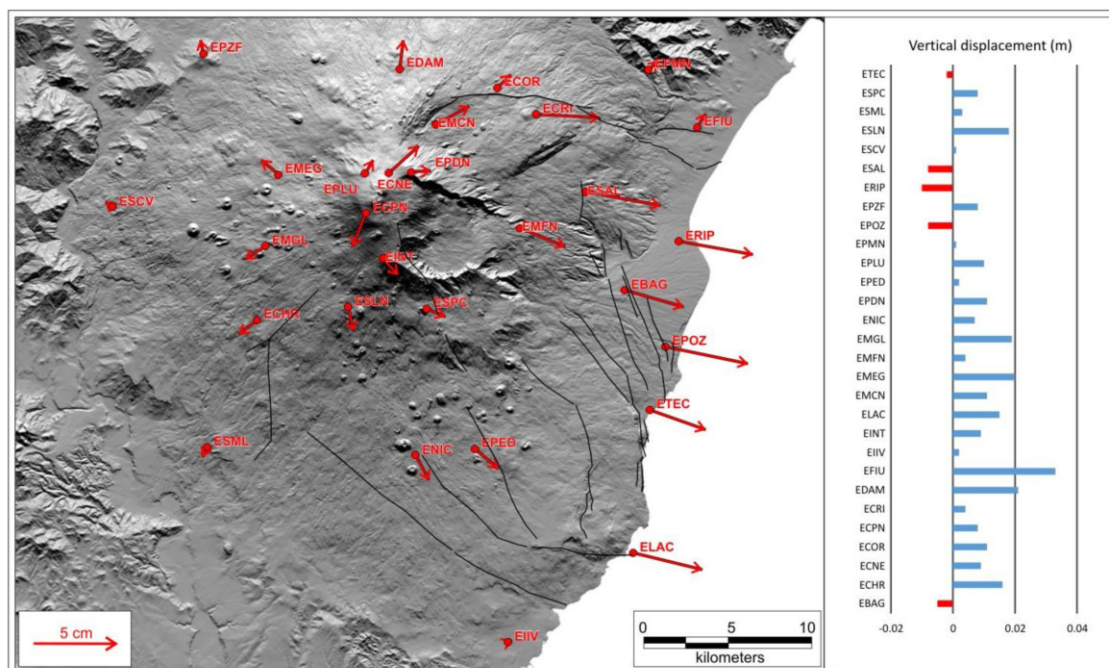 EPZF
EDAM
EPMN
ECOR
ECRI
EMCN
EFIU
EMEG
EPDN
EPLU
ECNE
ESAL
ESCV
ECPN
EMFN
ERIP
EMGL
EINT
EBAG
ESLN
ESPC
ECHR
EPOZ
ETEC
ESML
ENIC
EPED
ELAC
EIIV
5 cm
0 5 10
kilometers
Vertical displacement (m)
ETEC
ESPC
ESML
ESLN
ESCV
ESAL
ERIP
EPZF
EPOZ
EPMN
EPLU
EPED
EPDN
ENIC
EMGL
EMFN
EMEG
EMCN
ELAC
EINT
EIIV
EFIU
EDAM
ECRI
ECPN
ECOR
ECNE
ECHR
EBAG
-0.02 0 0.02 0.04